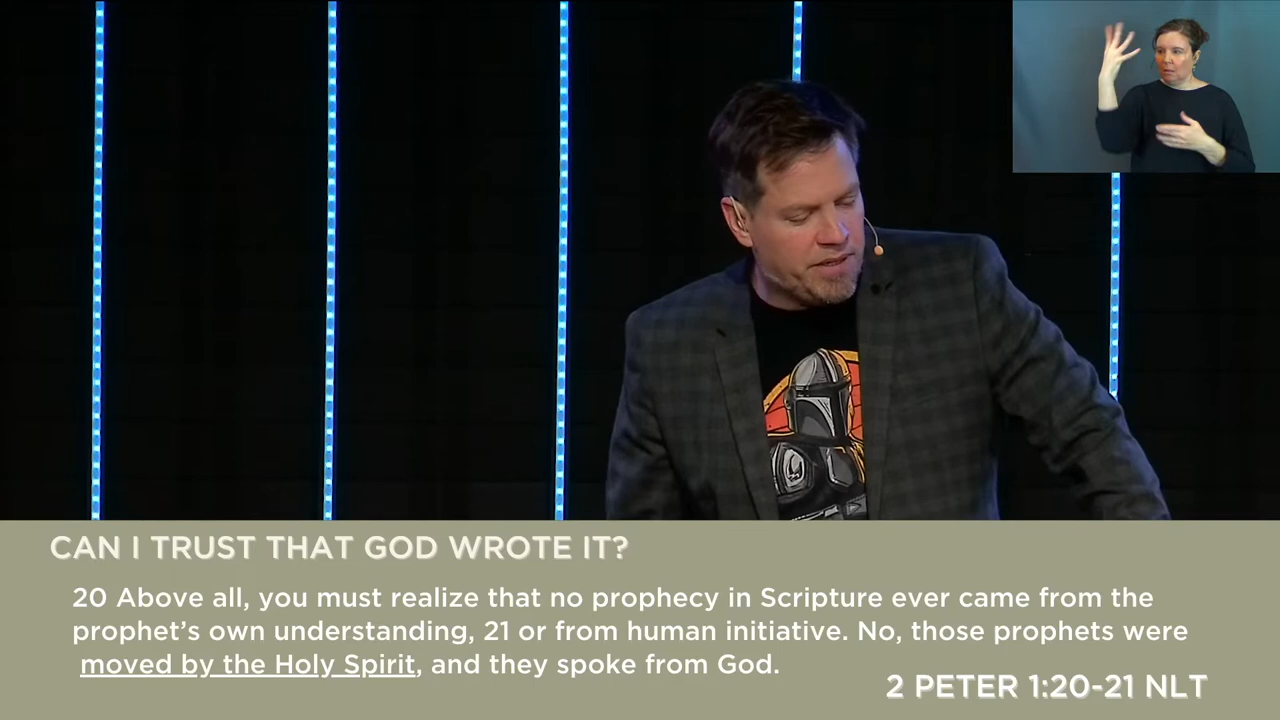 CAN I TRUST THAT GOD WROTE IT?
20 Above all, you must realize that no prophecy in Scripture ever came from the
prophet’s own understanding, 21 or from human initiative. No, those prophets were
moved by the Holy Spirit, and they spoke from God.
2 PETER 1:20-21 NLT